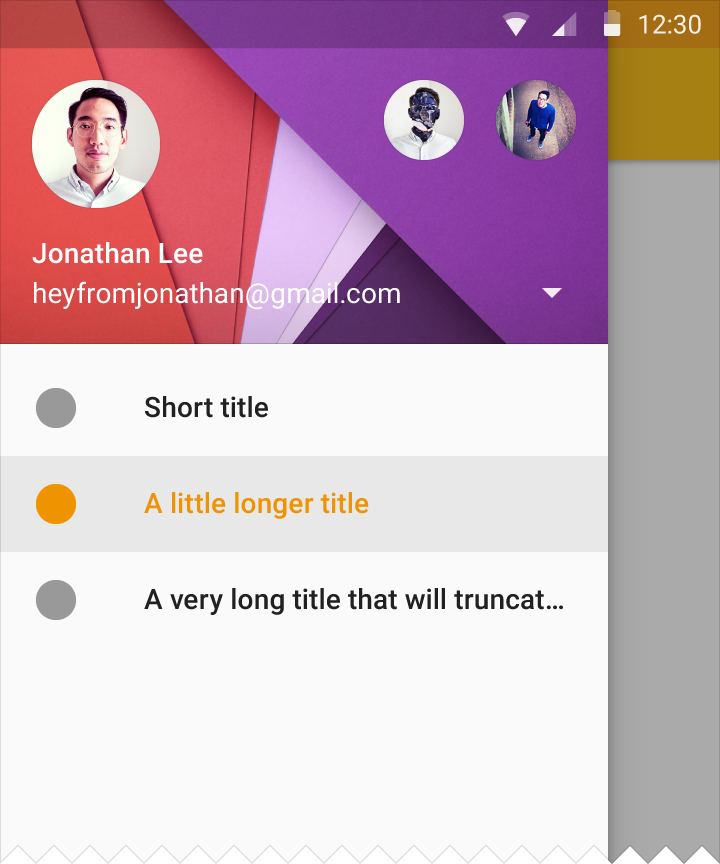 12:30
Jonathan Lee
heyfromjonathan@gmail.com
Short title
A little longer title
A very long title that will truncat...